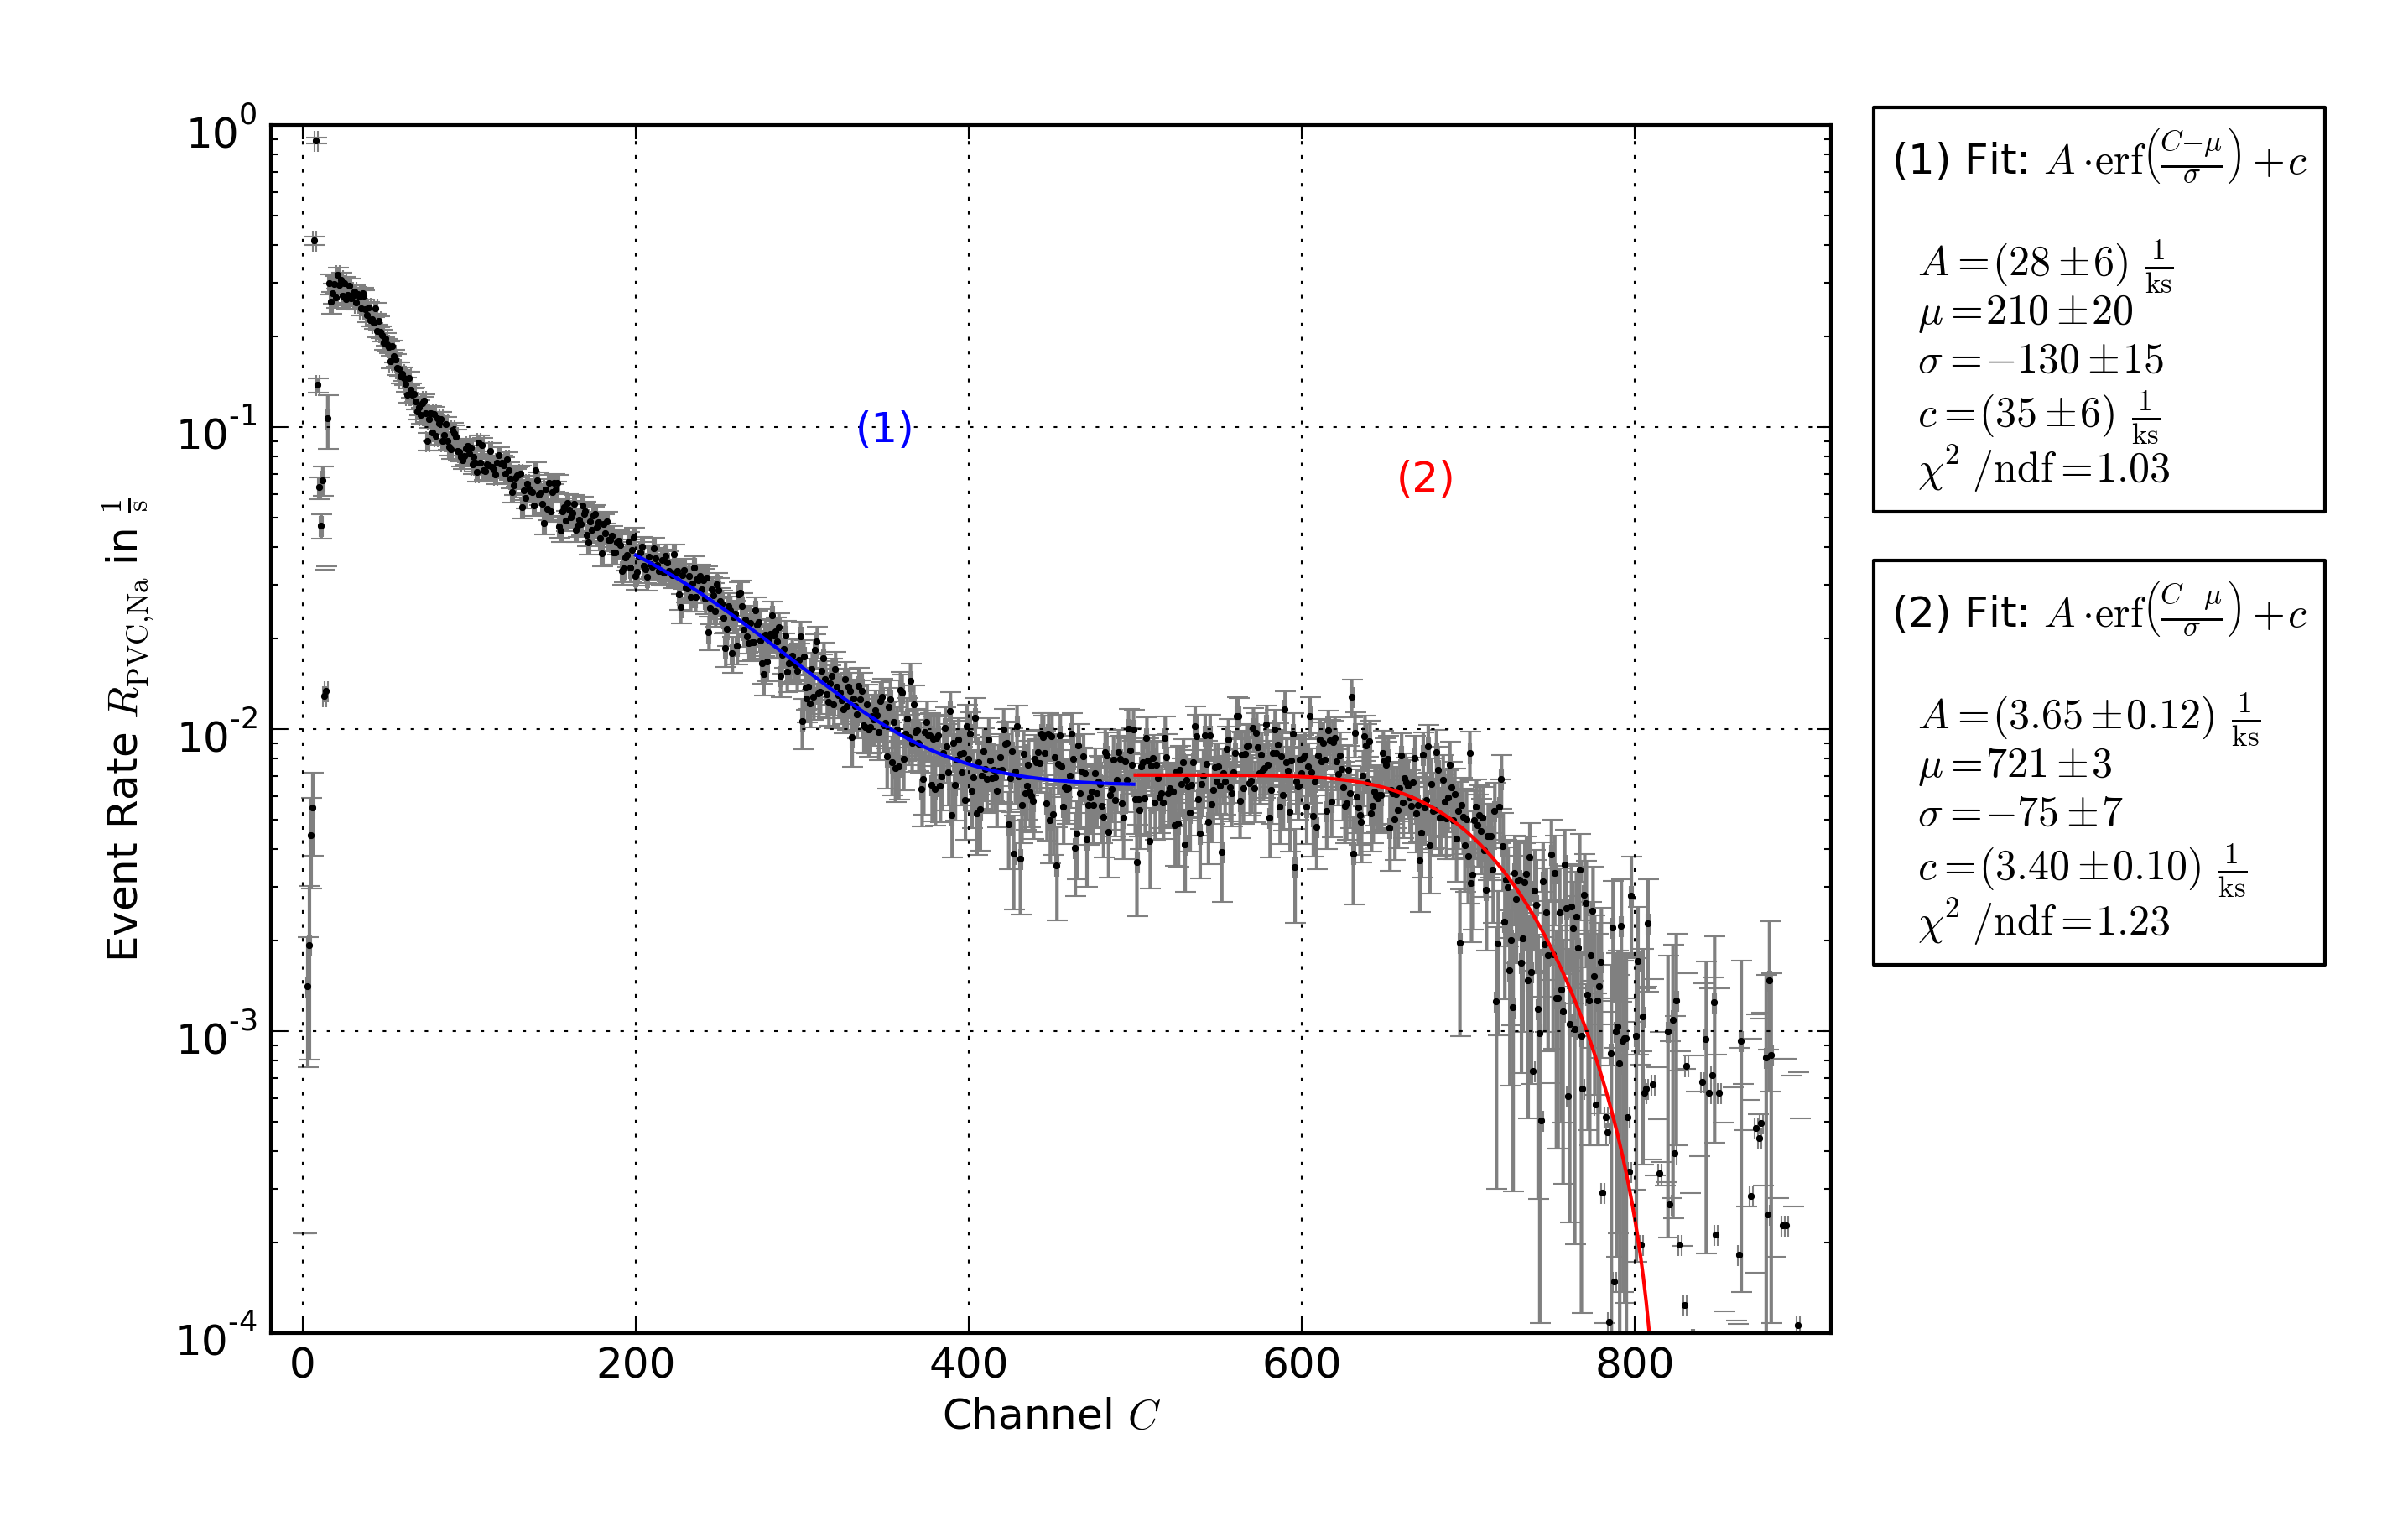 10^0
10^-1
10^-2
10^-3
10^-4
Event Rate R_PVC,Na in 1/s
0 200 400 600 800
Channel C
(1)
(2)
(1) Fit: A·erf((C−μ)/σ)+c
A=(28±6) 1/ks
μ=210±20
σ=−130±15
c=(35±6) 1/ks
χ²/ndf=1.03
(2) Fit: A·erf((C−μ)/σ)+c
A=(3.65±0.12) 1/ks
μ=721±3
σ=−75±7
c=(3.40±0.10) 1/ks
χ²/ndf=1.23